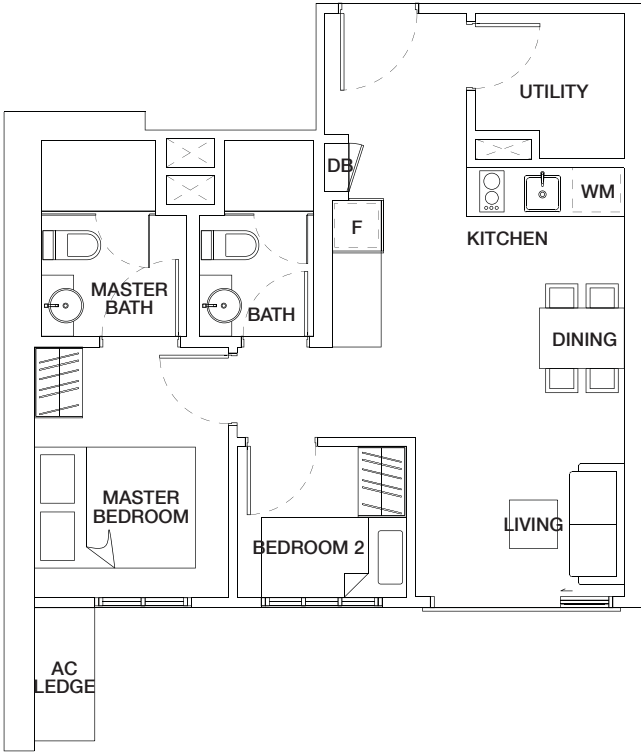 UTILITY
DB
WM
F
KITCHEN
MASTER
BATH
BATH
DINING
MASTER
BEDROOM
LIVING
BEDROOM 2
AC
LEDGE